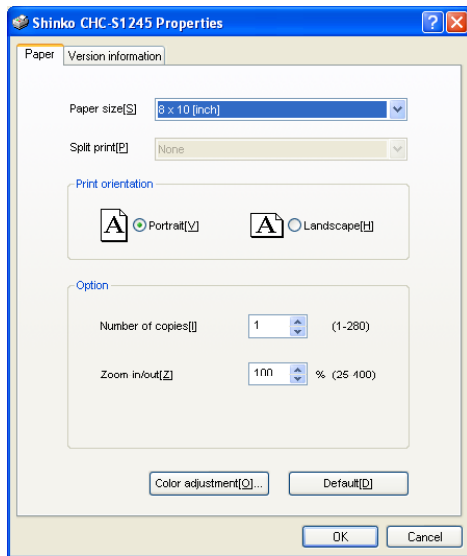 Shinko CHC-S1245 Properties
Paper
Version information
Paper size[S]
8 x 10 [inch]
Split print[P]
None
Print orientation
A
Portrait[V]
A
Landscape[H]
Option
Number of copies[I]
1
(1-280)
Zoom in/out[Z]
100
% (25-400)
Color adjustment[O]...
Default[D]
OK
Cancel